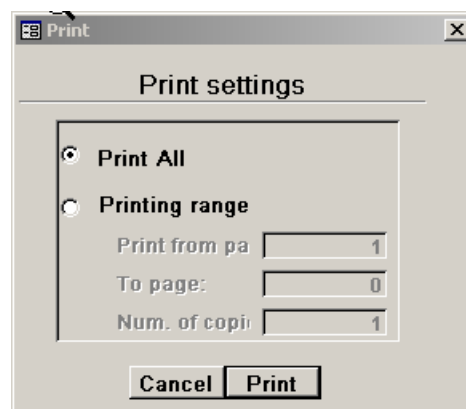 Print
Print settings
Print All
Printing range
Print from pa 1
To page: 0
Num. of copi 1
Cancel Print